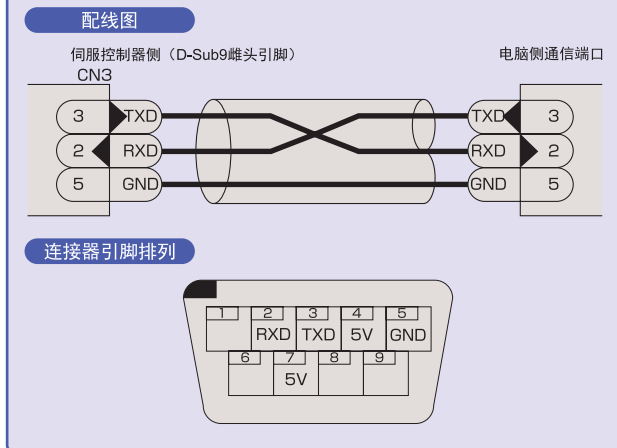 配线图
伺服控制器侧（D-Sub9雌头引脚） 电脑侧通信端口
CN3
3 TXD TXD 3
2 RXD RXD 2
5 GND GND 5
连接器引脚排列
1 2 3 4 5
RXD TXD 5V GND
6 7 8 9
5V